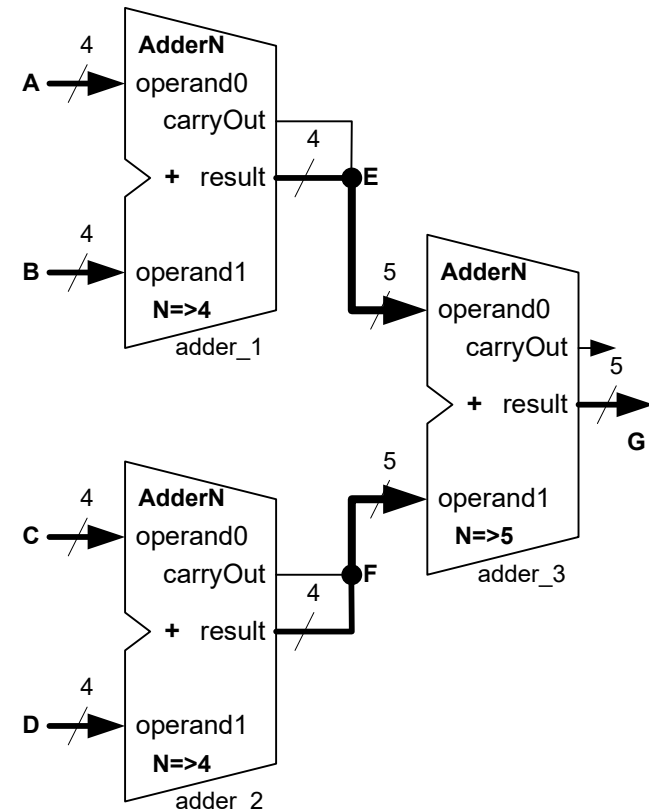 4
AdderN
A
operand0
carryOut
4
+ result
E
4
B
operand1
N=>4
adder_1
5
AdderN
operand0
carryOut
5
+ result
G
5
operand1
N=>5
adder_3
4
AdderN
C
operand0
carryOut
F
4
+ result
4
D
operand1
N=>4
adder_2